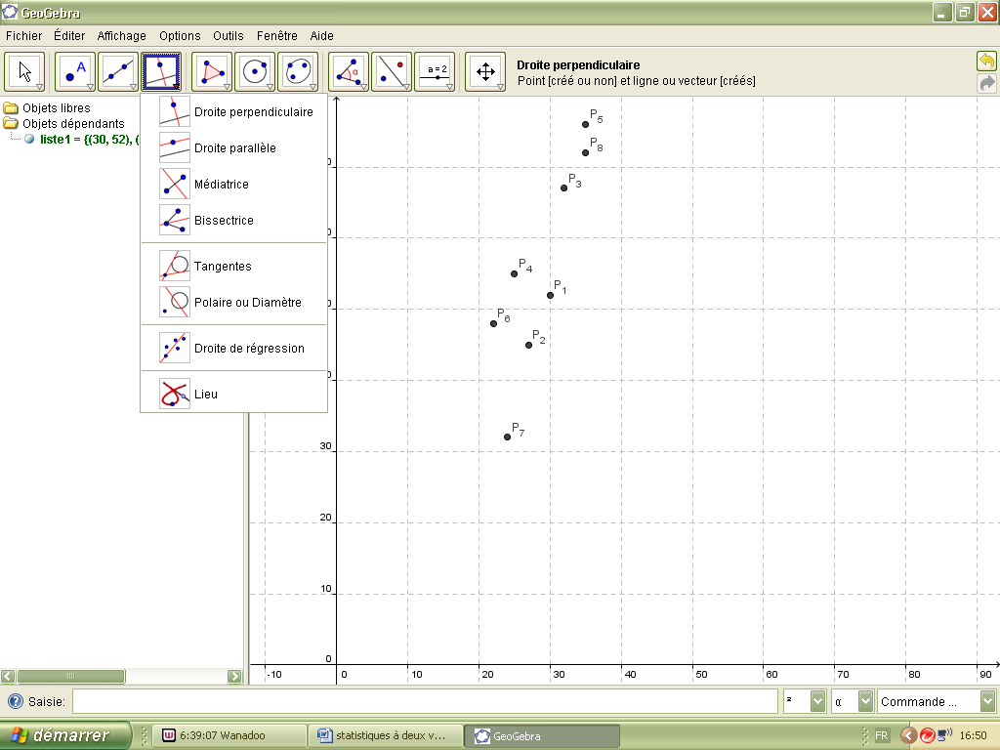 GeoGebra
Fichier Éditer Affichage Options Outils Fenêtre Aide
A
α
a = 2
Droite perpendiculaire
Point [créé ou non] et ligne ou vecteur [créés]
Objets libres
Objets dépendants
liste1 = {(30, 52), (
Droite perpendiculaire
Droite parallèle
Médiatrice
Bissectrice
Tangentes
Polaire ou Diamètre
Droite de régression
Lieu
P5
P8
P3
P4
P1
P6
P2
P7
0
0
0
0
30
20
10
0
-10 0 10 20 30 40 50 60 70 80 90
Saisie:
² α Commande ...
démarrer
6:39:07 Wanadoo
statistiques à deux v...
GeoGebra
FR
16:50